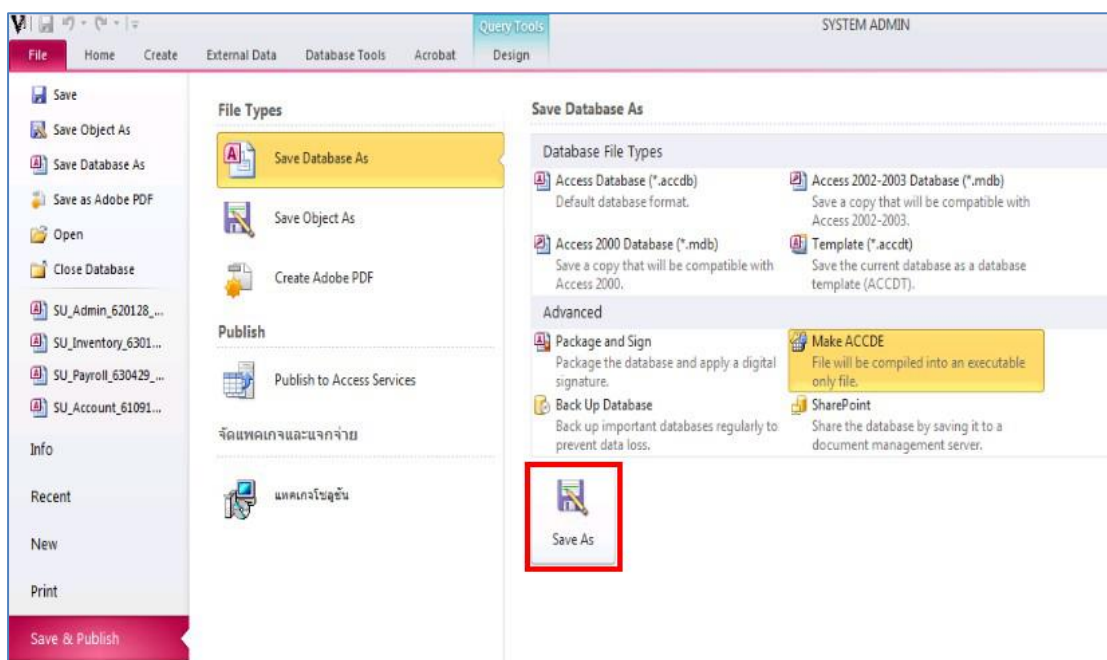 Query Tools
SYSTEM ADMIN
File
Home
Create
External Data
Database Tools
Acrobat
Design
Save
Save Object As
Save Database As
Save as Adobe PDF
Open
Close Database
SU_Admin_620128_...
SU_Inventory_6301...
SU_Payroll_630429_...
SU_Account_61091...
Info
Recent
New
Print
Save & Publish
File Types
Save Database As
Save Object As
Create Adobe PDF
Publish
Publish to Access Services
จัดแพคเกจและแจกจ่าย
แพคเกจโซลูชัน
Save Database As
Database File Types
Access Database (*.accdb)
Default database format.
Access 2002-2003 Database (*.mdb)
Save a copy that will be compatible with
Access 2002-2003.
Access 2000 Database (*.mdb)
Save a copy that will be compatible with
Access 2000.
Template (*.accdt)
Save the current database as a database
template (ACCDT).
Advanced
Package and Sign
Package the database and apply a digital
signature.
Make ACCDE
File will be compiled into an executable
only file.
Back Up Database
Back up important databases regularly to
prevent data loss.
SharePoint
Share the database by saving it to a
document management server.
Save As